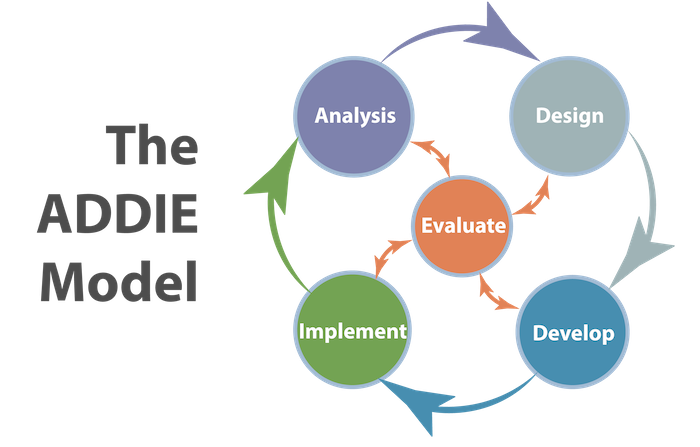 The
ADDIE
Model
Analysis
Design
Evaluate
Implement
Develop